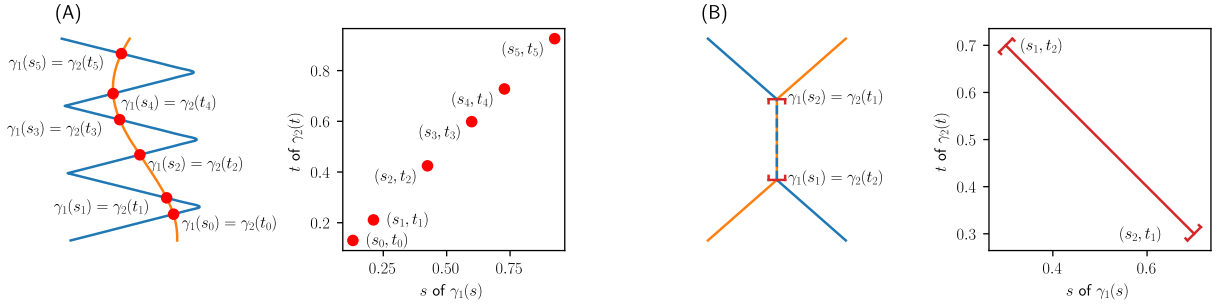 (A)
γ₁(s₅) = γ₂(t₅)
γ₁(s₄) = γ₂(t₄)
γ₁(s₃) = γ₂(t₃)
γ₁(s₂) = γ₂(t₂)
γ₁(s₁) = γ₂(t₁)
γ₁(s₀) = γ₂(t₀)
t of γ₂(t)
0.8
0.6
0.4
0.2
(s₅, t₅)
(s₄, t₄)
(s₃, t₃)
(s₂, t₂)
(s₁, t₁)
(s₀, t₀)
0.25 0.50 0.75
s of γ₁(s)
(B)
γ₁(s₂) = γ₂(t₁)
γ₁(s₁) = γ₂(t₂)
t of γ₂(t)
0.7
0.6
0.5
0.4
0.3
(s₁, t₂)
(s₂, t₁)
0.4 0.6
s of γ₁(s)